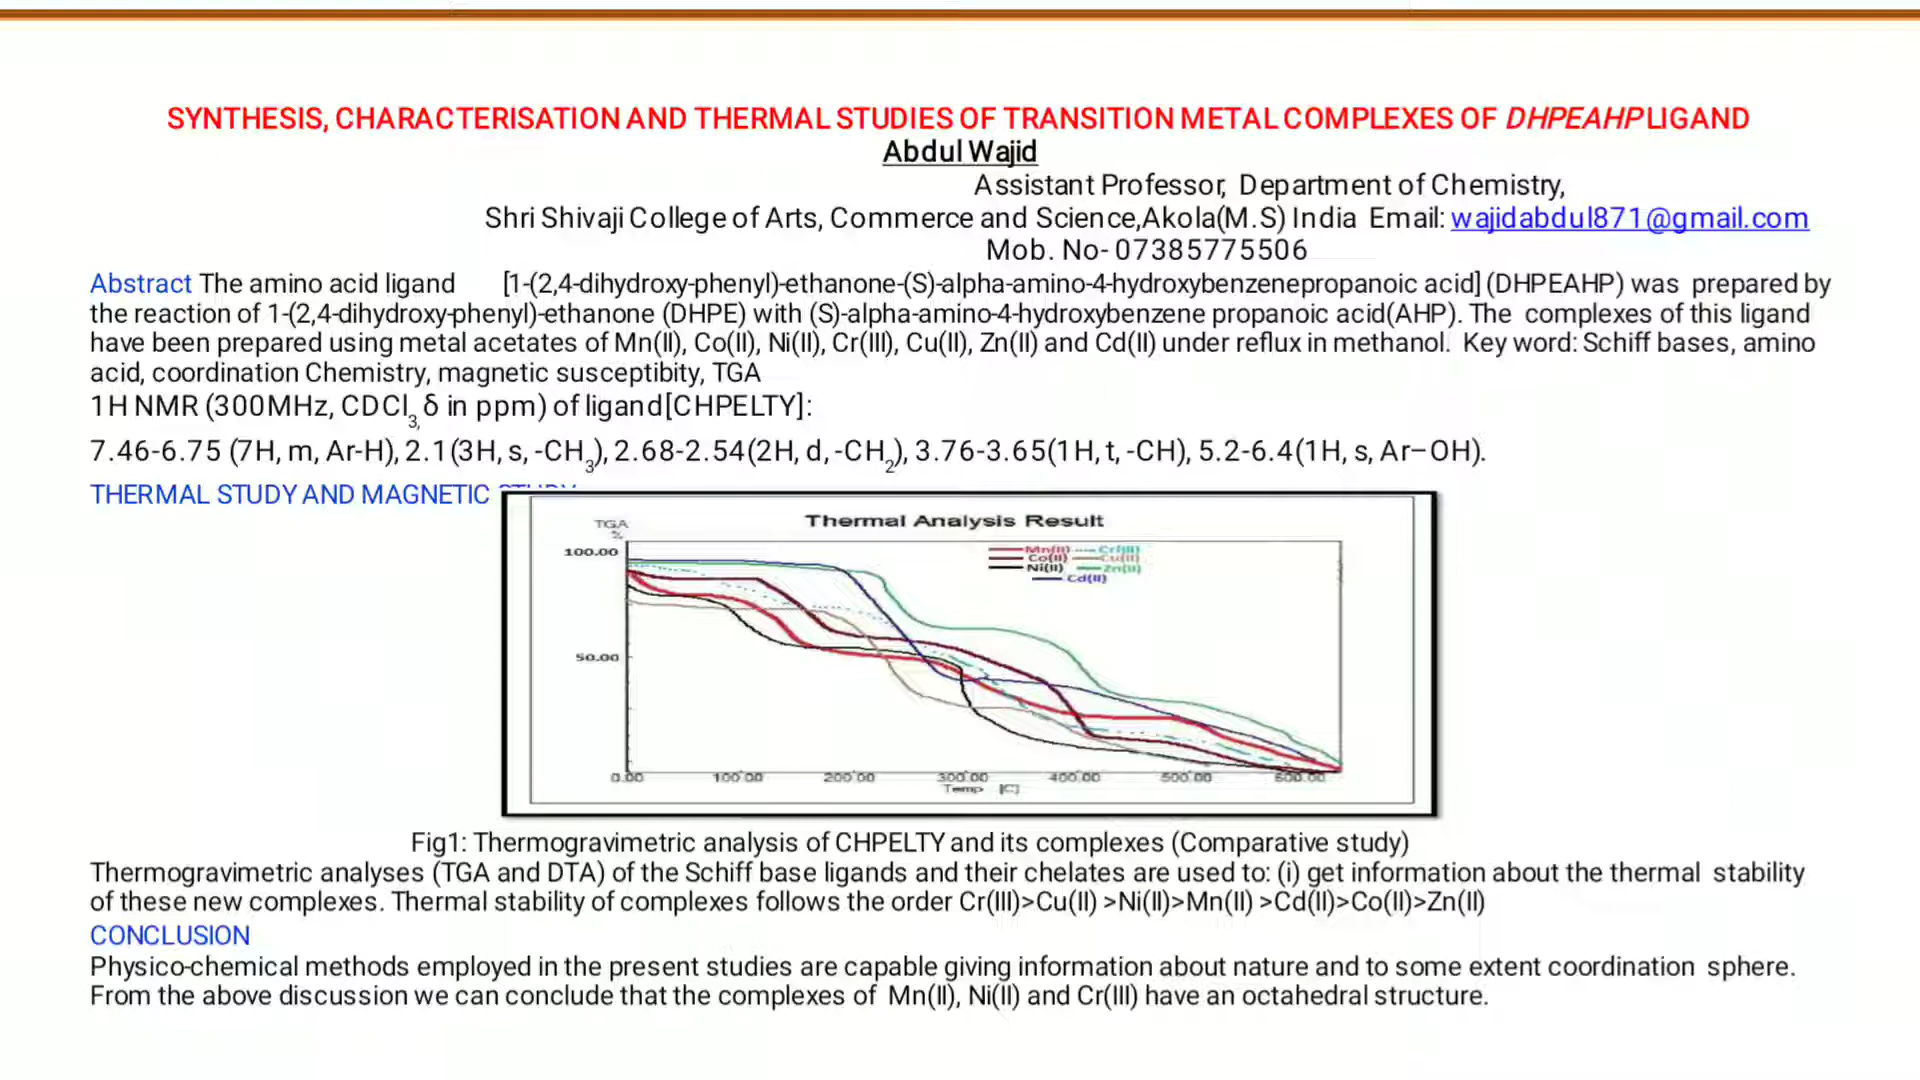 SYNTHESIS, CHARACTERISATION AND THERMAL STUDIES OF TRANSITION METAL COMPLEXES OF DHPEAHP LIGAND
Abdul Wajid
Assistant Professor, Department of Chemistry,
Shri Shivaji College of Arts, Commerce and Science,Akola(M.S) India Email: wajidabdul871@gmail.com
Mob. No- 07385775506
Abstract The amino acid ligand [1-(2,4-dihydroxy-phenyl)-ethanone-(S)-alpha-amino-4-hydroxybenzenepropanoic acid] (DHPEAHP) was prepared by
the reaction of 1-(2,4-dihydroxy-phenyl)-ethanone (DHPE) with (S)-alpha-amino-4-hydroxybenzene propanoic acid(AHP). The complexes of this ligand
have been prepared using metal acetates of Mn(II), Co(II), Ni(II), Cr(III), Cu(II), Zn(II) and Cd(II) under reflux in methanol. Key word: Schiff bases, amino
acid, coordination Chemistry, magnetic susceptibity, TGA
1H NMR (300MHz, CDCl3, δ in ppm) of ligand[CHPELTY]:
7.46-6.75 (7H, m, Ar-H), 2.1(3H, s, -CH3), 2.68-2.54(2H, d, -CH2), 3.76-3.65(1H, t, -CH), 5.2-6.4(1H, s, Ar–OH).
THERMAL STUDY AND MAGNETIC
Thermal Analysis Result
TGA
%
100.00
50.00
Mn(II) Cr(III)
Co(II) Cu(II)
Ni(II) Zn(II)
Cd(II)
0.00 100.00 200.00 300.00 400.00 500.00 600.00
Temp [C]
Fig1: Thermogravimetric analysis of CHPELTY and its complexes (Comparative study)
Thermogravimetric analyses (TGA and DTA) of the Schiff base ligands and their chelates are used to: (i) get information about the thermal stability
of these new complexes. Thermal stability of complexes follows the order Cr(III)>Cu(II) >Ni(II)>Mn(II) >Cd(II)>Co(II)>Zn(II)
CONCLUSION
Physico-chemical methods employed in the present studies are capable giving information about nature and to some extent coordination sphere.
From the above discussion we can conclude that the complexes of Mn(II), Ni(II) and Cr(III) have an octahedral structure.